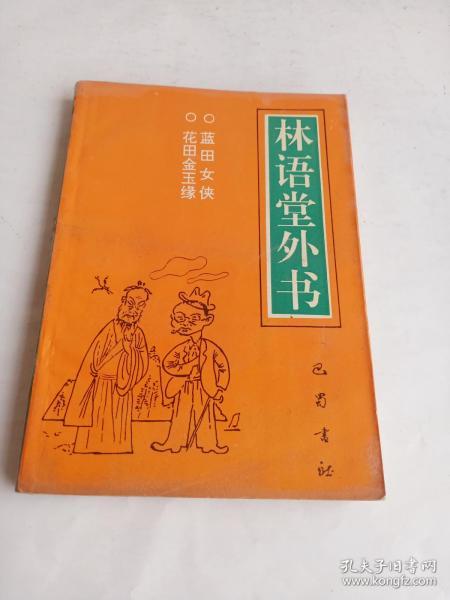 林语堂外书
○ 蓝田女侠
○ 花田金玉缘
巴蜀书社
孔夫子旧书网
kongfz.com